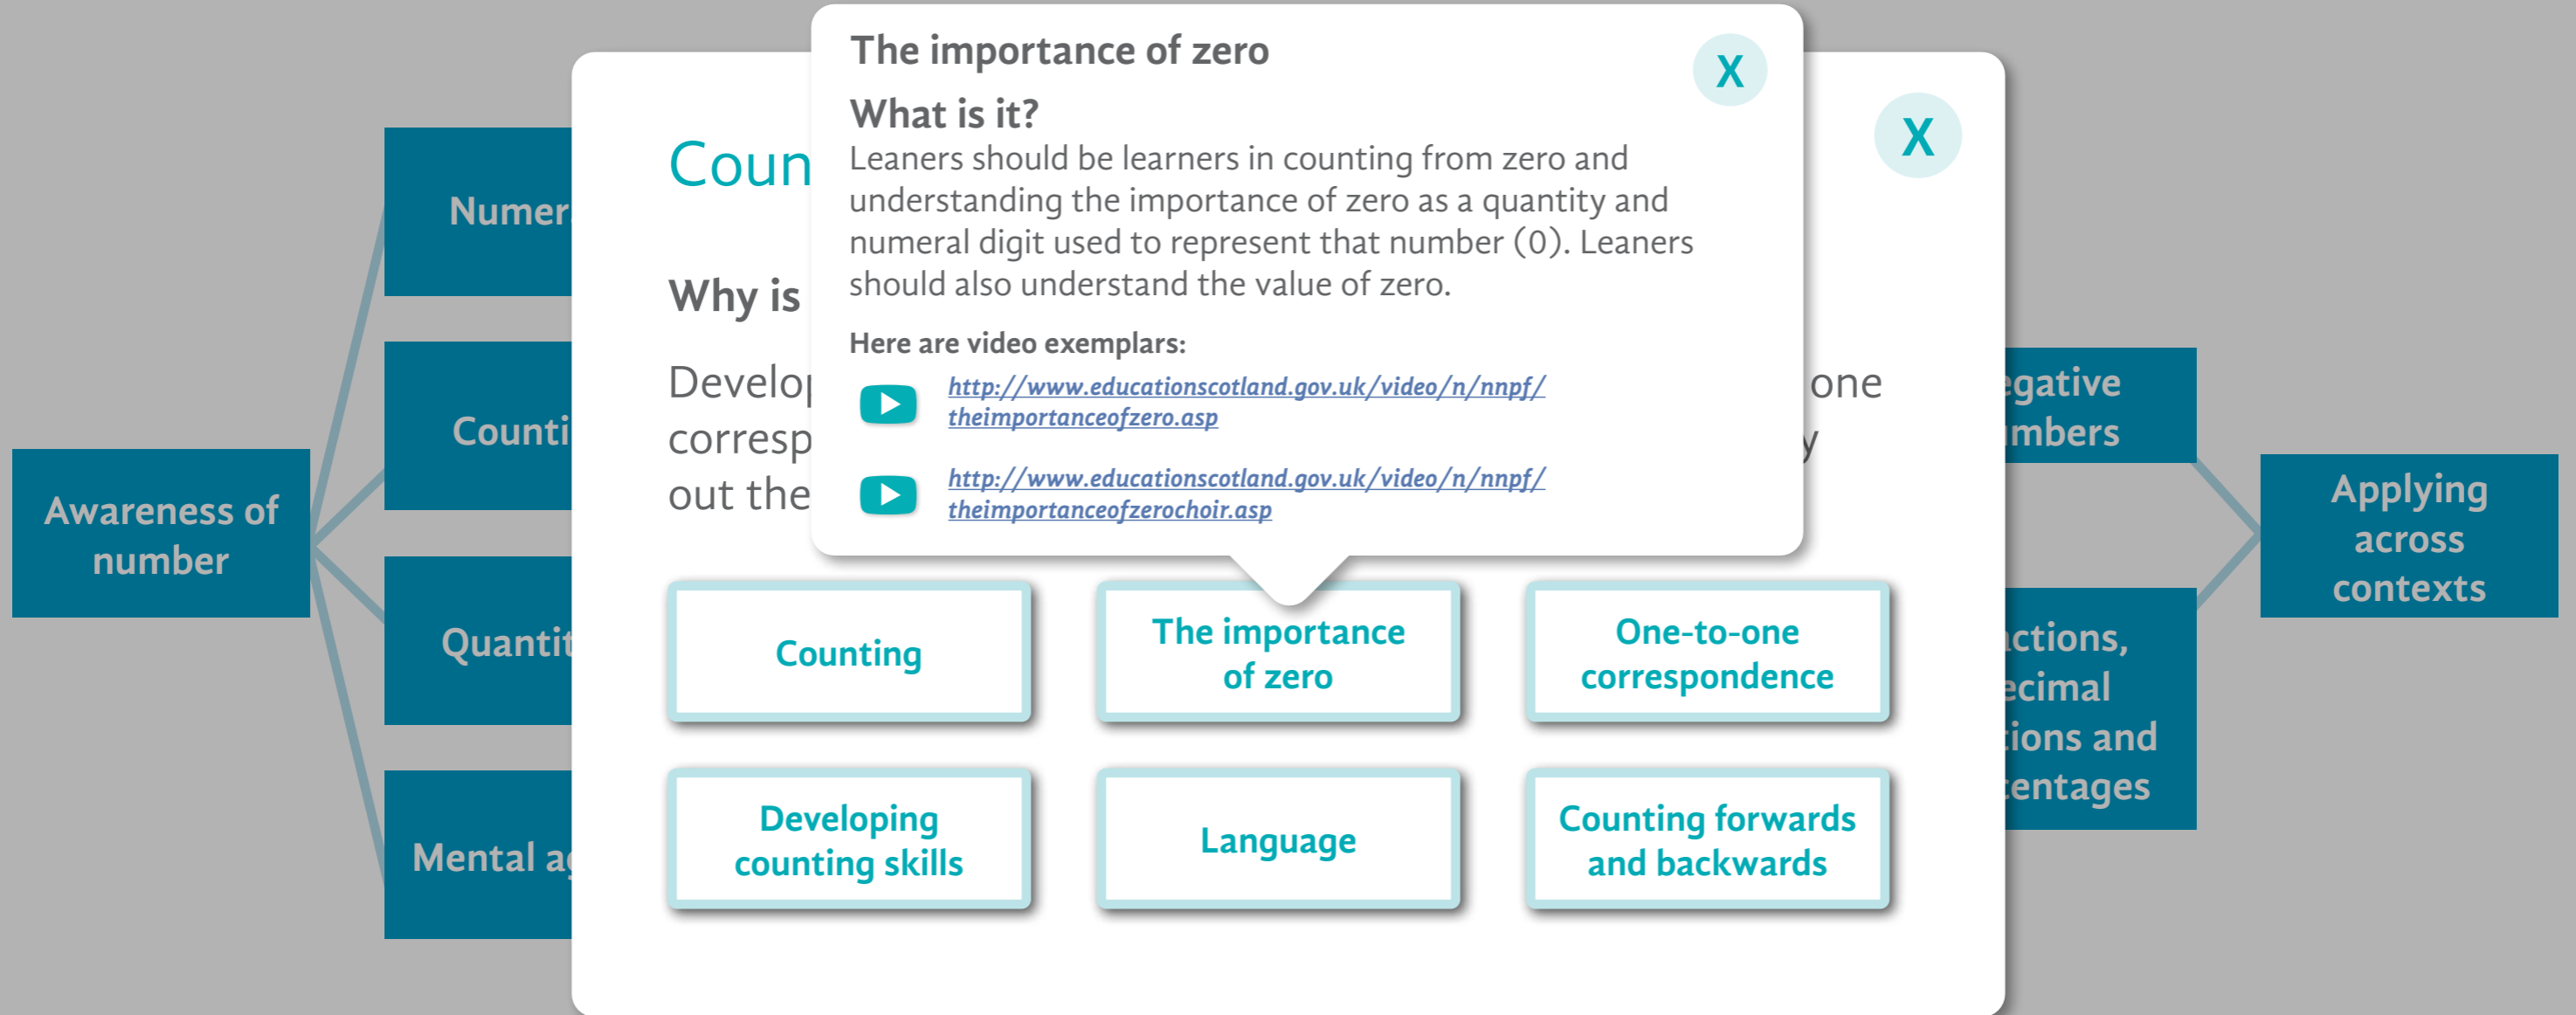 The importance of zero
X
What is it?
Leaners should be learners in counting from zero and
understanding the importance of zero as a quantity and
numeral digit used to represent that number (0). Leaners
should also understand the value of zero.
Here are video exemplars:
http://www.educationscotland.gov.uk/video/n/nnpf/
theimportanceofzero.asp
http://www.educationscotland.gov.uk/video/n/nnpf/
theimportanceofzerochoir.asp
X
Coun
Why is
Develop
one
corresp
y
out the
Counting
The importance
of zero
One-to-one
correspondence
Developing
counting skills
Language
Counting forwards
and backwards
Awareness of
number
Numer
Counti
Quantit
Mental ag
egative
mbers
ctions,
ecimal
tions and
centages
Applying
across
contexts